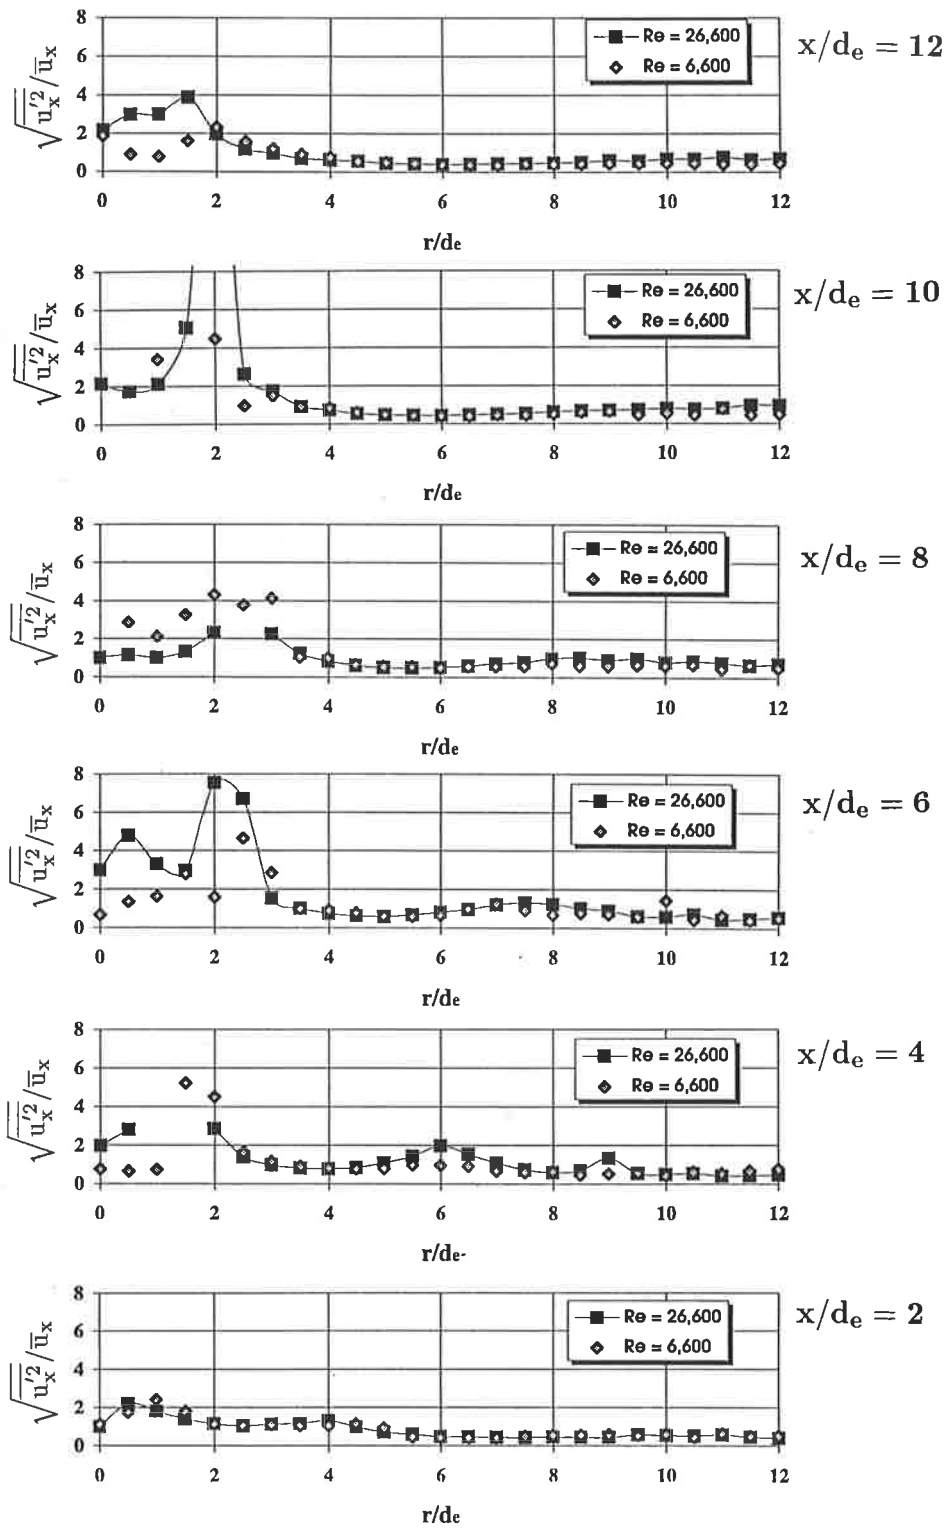 8
6
4
2
0
√u'²x/ūx
Re = 26,600
Re = 6,600
x/de = 12
0 2 4 6 8 10 12
r/de
8
6
4
2
0
√u'²x/ūx
Re = 26,600
Re = 6,600
x/de = 10
0 2 4 6 8 10 12
r/de
8
6
4
2
0
√u'²x/ūx
Re = 26,600
Re = 6,600
x/de = 8
0 2 4 6 8 10 12
r/de
8
6
4
2
0
√u'²x/ūx
Re = 26,600
Re = 6,600
x/de = 6
0 2 4 6 8 10 12
r/de
8
6
4
2
0
√u'²x/ūx
Re = 26,600
Re = 6,600
x/de = 4
0 2 4 6 8 10 12
r/de-
8
6
4
2
0
√u'²x/ūx
Re = 26,600
Re = 6,600
x/de = 2
0 2 4 6 8 10 12
r/de